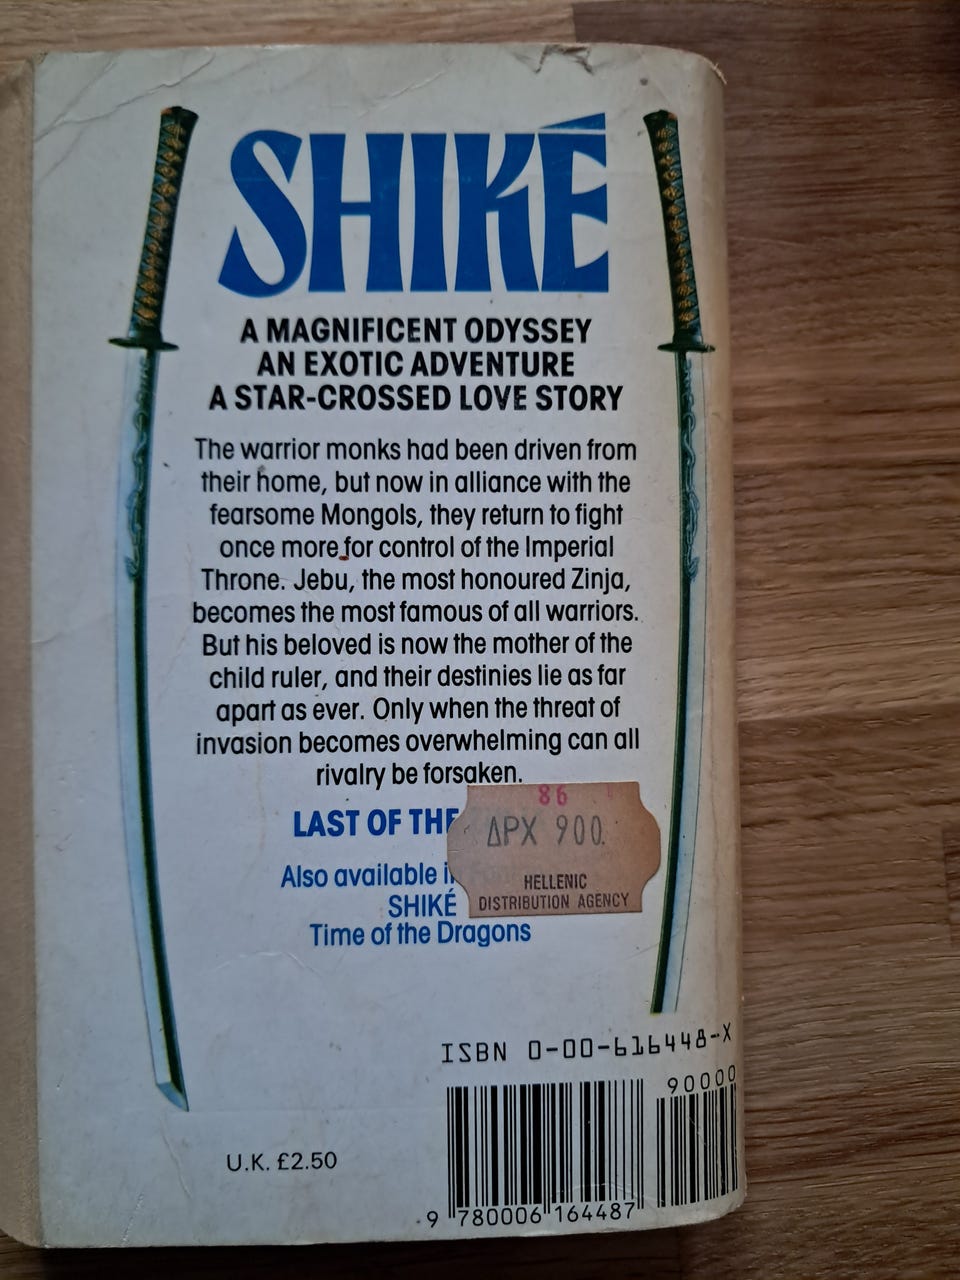 SHIKÉ
A MAGNIFICENT ODYSSEY
AN EXOTIC ADVENTURE
A STAR-CROSSED LOVE STORY
The warrior monks had been driven from
their home, but now in alliance with the
fearsome Mongols, they return to fight
once more for control of the Imperial
Throne. Jebu, the most honoured Zinja,
becomes the most famous of all warriors.
But his beloved is now the mother of the
child ruler, and their destinies lie as far
apart as ever. Only when the threat of
invasion becomes overwhelming can all
rivalry be forsaken.
LAST OF THE
Also available
SHIKÉ
Time of the Dragons
86
ΔΡΧ 900.
HELLENIC
DISTRIBUTION AGENCY
ISBN 0-00-616448-X
90000
U.K. £2.50
9 780006 164487